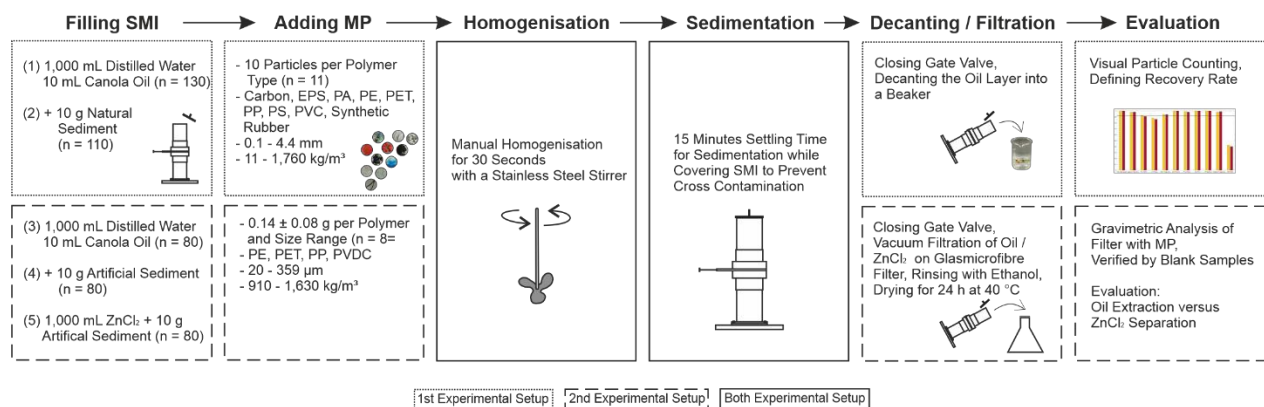 Filling SMI
Adding MP
Homogenisation
Sedimentation
Decanting / Filtration
Evaluation
(1) 1,000 mL Distilled Water
10 mL Canola Oil (n = 130)
(2) + 10 g Natural
Sediment
(n = 110)
- 10 Particles per Polymer
Type (n = 11)
- Carbon, EPS, PA, PE, PET,
PP, PS, PVC, Synthetic
Rubber
- 0.1 - 4.4 mm
- 11 - 1,760 kg/m³
Manual Homogenisation
for 30 Seconds
with a Stainless Steel Stirrer
15 Minutes Settling Time
for Sedimentation while
Covering SMI to Prevent
Cross Contamination
Closing Gate Valve,
Decanting the Oil Layer into
a Beaker
Visual Particle Counting,
Defining Recovery Rate
(3) 1,000 mL Distilled Water
10 mL Canola Oil (n = 80)
(4) + 10 g Artificial Sediment
(n = 80)
(5) 1,000 mL ZnCl₂ + 10 g
Artifical Sediment (n = 80)
- 0.14 ± 0.08 g per Polymer
and Size Range (n = 8=
- PE, PET, PP, PVDC
- 20 - 359 µm
- 910 - 1,630 kg/m³
Closing Gate Valve,
Vacuum Filtration of Oil /
ZnCl₂ on Glasmicrofibre
Filter, Rinsing with Ethanol,
Drying for 24 h at 40 °C
Gravimetric Analysis of
Filter with MP,
Verified by Blank Samples
Evaluation:
Oil Extraction versus
ZnCl₂ Separation
1st Experimental Setup
2nd Experimental Setup
Both Experimental Setup